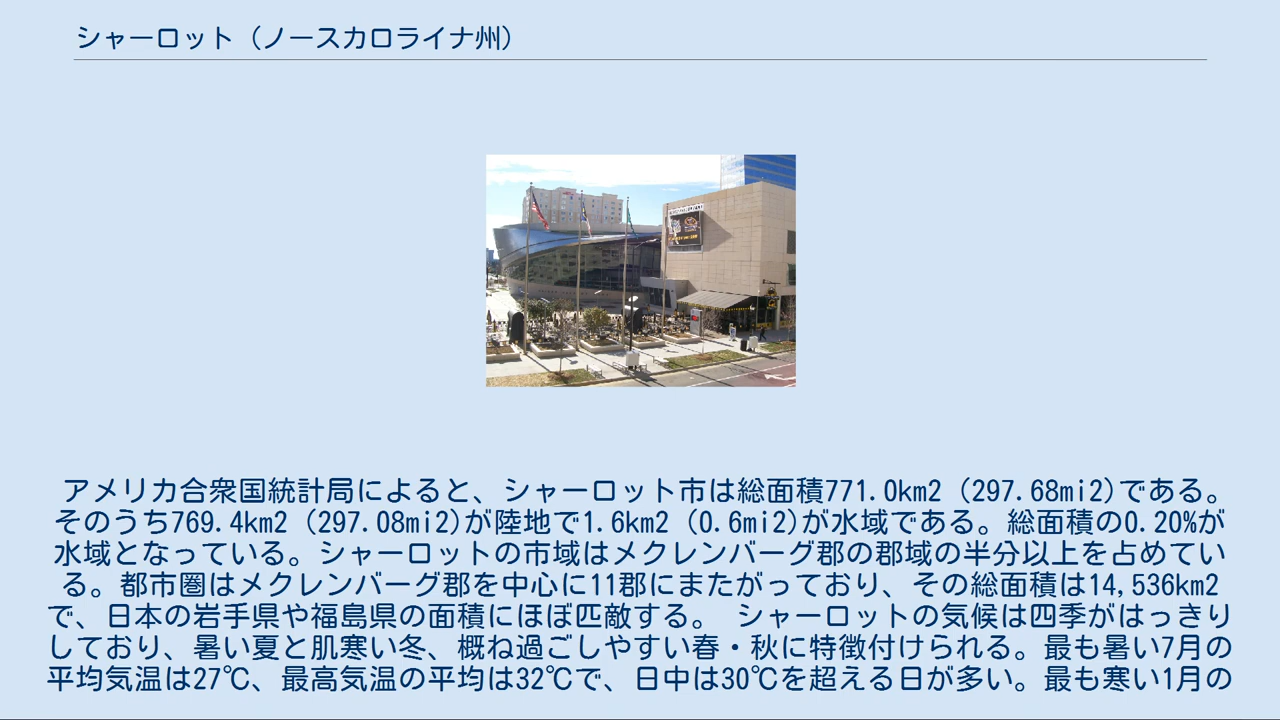 シャーロット（ノースカロライナ州）
アメリカ合衆国統計局によると、シャーロット市は総面積771.0km2 (297.68mi2)である。
そのうち769.4km2 (297.08mi2)が陸地で1.6km2 (0.6mi2)が水域である。総面積の0.20%が
水域となっている。シャーロットの市域はメクレンバーグ郡の郡域の半分以上を占めてい
る。都市圏はメクレンバーグ郡を中心に11郡にまたがっており、その総面積は14,536km2
で、日本の岩手県や福島県の面積にほぼ匹敵する。 シャーロットの気候は四季がはっきり
しており、暑い夏と肌寒い冬、概ね過ごしやすい春・秋に特徴付けられる。最も暑い7月の
平均気温は27℃、最高気温の平均は32℃で、日中は30℃を超える日が多い。最も寒い1月の